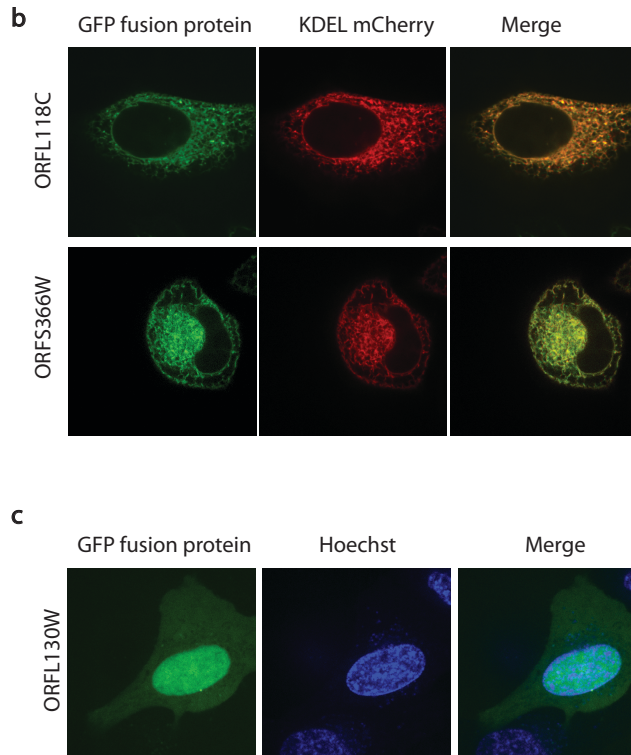 b
GFP fusion protein KDEL mCherry Merge
ORFL118C
ORFS366W
c
GFP fusion protein Hoechst Merge
ORFL130W